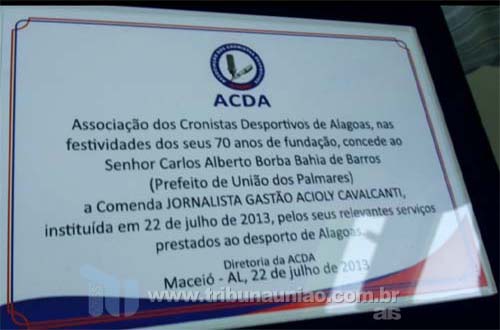 ACDA
Associação dos Cronistas Desportivos de Alagoas, nas
festividades dos seus 70 anos de fundação, concede ao
Senhor Carlos Alberto Borba Bahia de Barros
(Prefeito de União dos Palmares)
a Comenda JORNALISTA GASTÃO ACIOLY CAVALCANTI,
instituída em 22 de julho de 2013, pelos seus relevantes serviços
prestados ao desporto de Alagoas.
Diretoria da ACDA
Maceió - AL, 22 de julho de 2013
www.tribunauniao.com.br